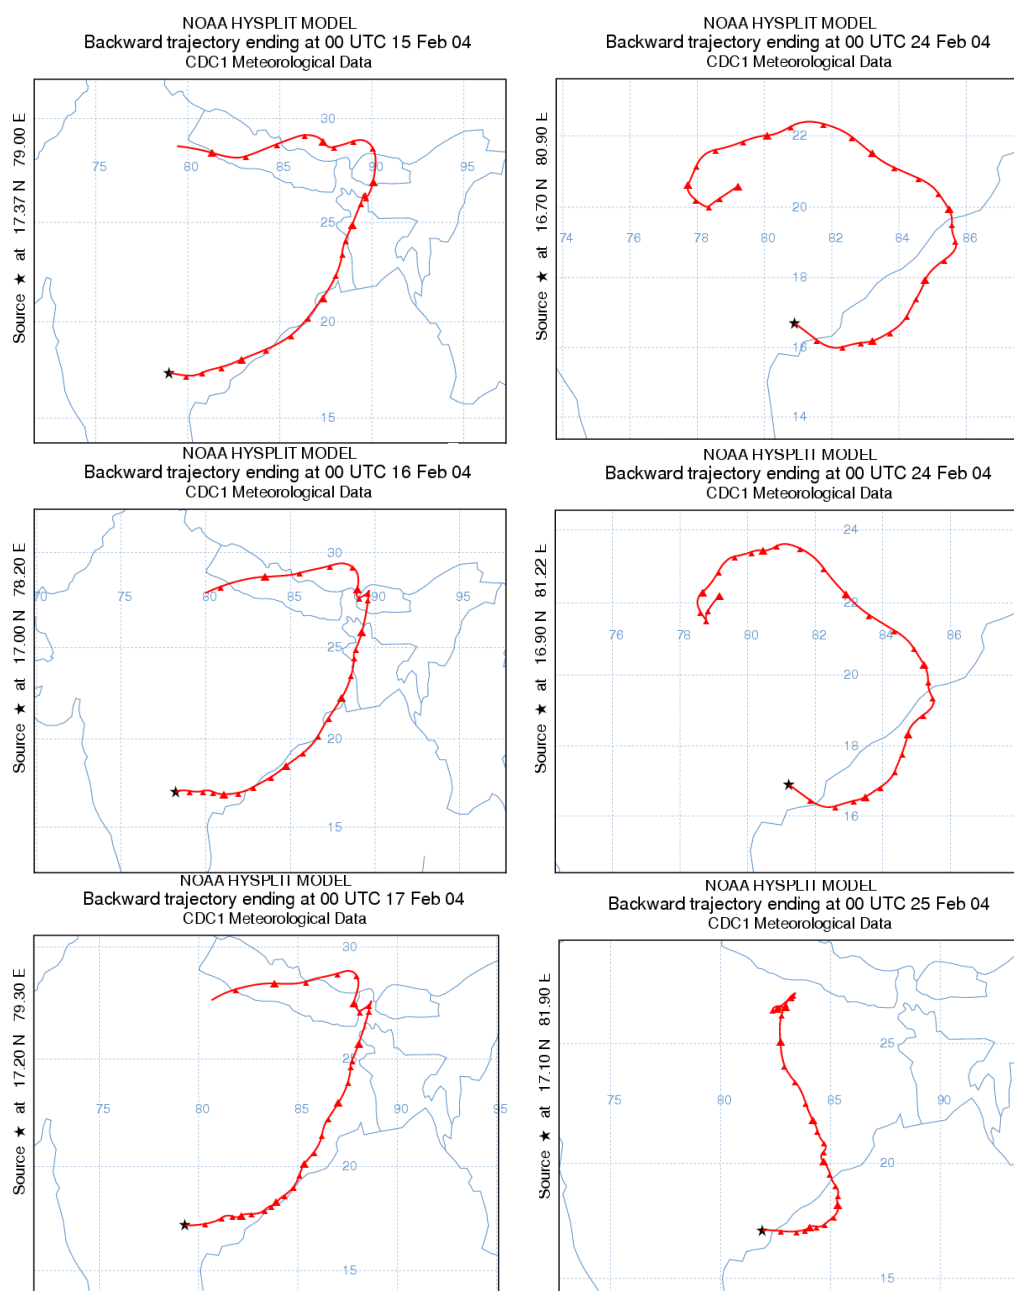 NOAA HYSPLIT MODEL
Backward trajectory ending at 00 UTC 15 Feb 04
CDC1 Meteorological Data
Source ★ at 17.37 N 79.00 E
30
75
80
85
90
95
25
20
15
NOAA HYSPLIT MODEL
Backward trajectory ending at 00 UTC 24 Feb 04
CDC1 Meteorological Data
Source ★ at 16.70 N 80.90 E
22
20
74
76
78
80
82
84
86
18
16
14
NOAA HYSPLIT MODEL
Backward trajectory ending at 00 UTC 16 Feb 04
CDC1 Meteorological Data
Source ★ at 17.00 N 78.20 E
30
70
75
80
85
90
95
25
20
15
NOAA HYSPLIT MODEL
Backward trajectory ending at 00 UTC 24 Feb 04
CDC1 Meteorological Data
Source ★ at 16.90 N 81.22 E
24
22
76
78
80
82
84
86
20
18
16
NOAA HYSPLIT MODEL
Backward trajectory ending at 00 UTC 17 Feb 04
CDC1 Meteorological Data
Source ★ at 17.20 N 79.30 E
30
25
75
80
85
90
95
20
15
NOAA HYSPLIT MODEL
Backward trajectory ending at 00 UTC 25 Feb 04
CDC1 Meteorological Data
Source ★ at 17.10 N 81.90 E
25
75
80
85
90
20
15